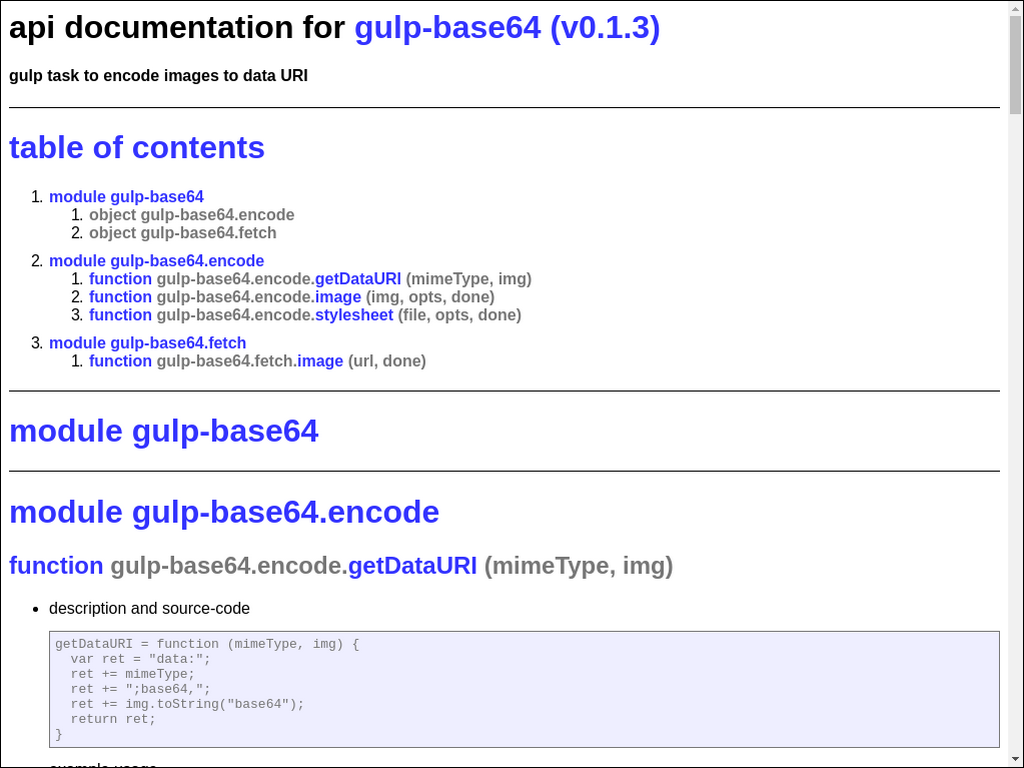 api documentation for gulp-base64 (v0.1.3)
gulp task to encode images to data URI
table of contents
1. module gulp-base64
1. object gulp-base64.encode
2. object gulp-base64.fetch
2. module gulp-base64.encode
1. function gulp-base64.encode.getDataURI (mimeType, img)
2. function gulp-base64.encode.image (img, opts, done)
3. function gulp-base64.encode.stylesheet (file, opts, done)
3. module gulp-base64.fetch
1. function gulp-base64.fetch.image (url, done)
module gulp-base64
module gulp-base64.encode
function gulp-base64.encode.getDataURI (mimeType, img)
• description and source-code
getDataURI = function (mimeType, img) {
  var ret = "data:";
  ret += mimeType;
  ret += ";base64,";
  ret += img.toString("base64");
  return ret;
}